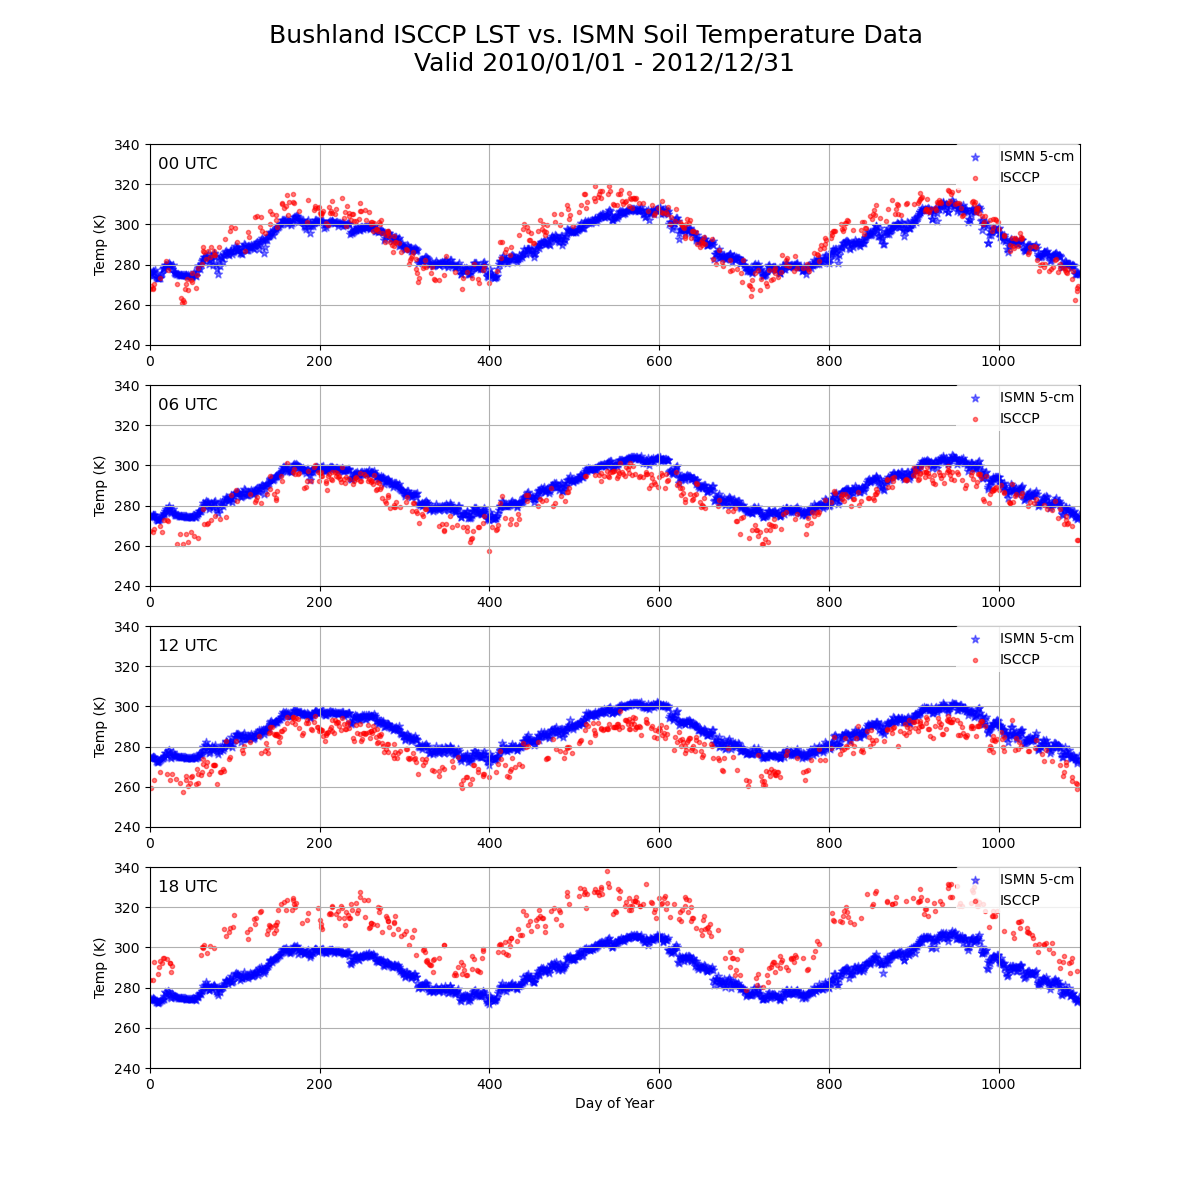 Bushland ISCCP LST vs. ISMN Soil Temperature Data
Valid 2010/01/01 - 2012/12/31
340
320
300
280
260
240
Temp (K)
00 UTC
ISMN 5-cm
ISCCP
0 200 400 600 800 1000
340
320
300
280
260
240
Temp (K)
06 UTC
ISMN 5-cm
ISCCP
0 200 400 600 800 1000
340
320
300
280
260
240
Temp (K)
12 UTC
ISMN 5-cm
ISCCP
0 200 400 600 800 1000
340
320
300
280
260
240
Temp (K)
18 UTC
ISMN 5-cm
ISCCP
0 200 400 600 800 1000
Day of Year